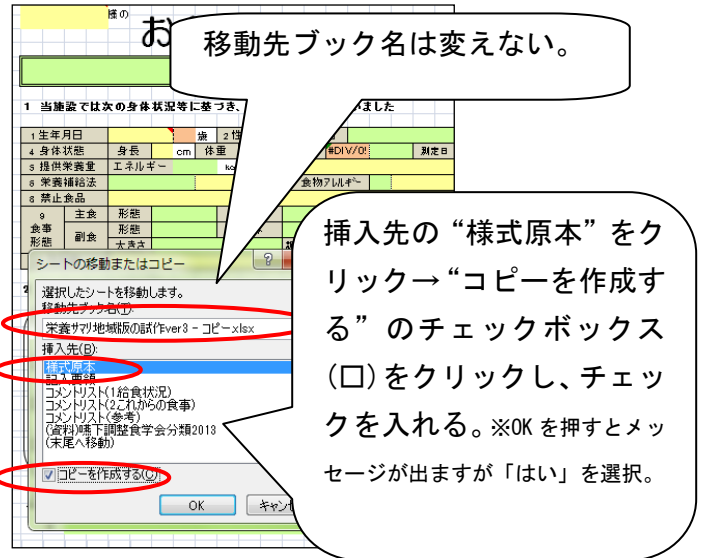 様の
お
移動先ブック名は変えない。
1 当施設では次の身体状況等に基づき、
いました
1 生年月日
歳
4 身体状態
身長
cm
体重
#DIV/0!
測定日
5 提供栄養量
エネルギー
6 栄養補給法
食物アレルギー
8 禁止食品
9
食事
形態
主食
形態
副食
形態
大きさ
挿入先の“様式原本”をク
リック→“コピーを作成す
る”のチェックボックス
(□)をクリックし、チェッ
クを入れる。※OK を押すとメッ
セージが出ますが「はい」を選択。
シートの移動またはコピー
選択したシートを移動します。
移動先ブック名(T):
栄養サマリ地域版の試作ver3 - コピー.xlsx
挿入先(B):
様式原本
記入要領
コメントリスト(1給食状況)
コメントリスト(2これからの食事)
コメントリスト(参考)
(資料)嚥下調整食学会分類2013
(末尾へ移動)
コピーを作成する(C)
OK
キャン